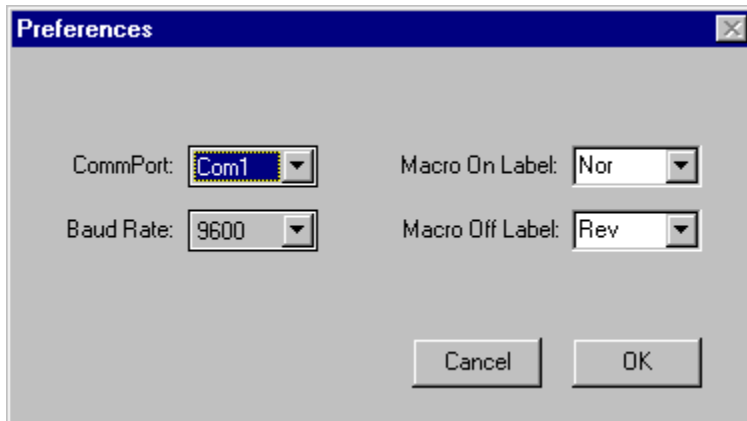 Preferences
CommPort: Com1 Macro On Label: Nor
Baud Rate: 9600 Macro Off Label: Rev
Cancel OK